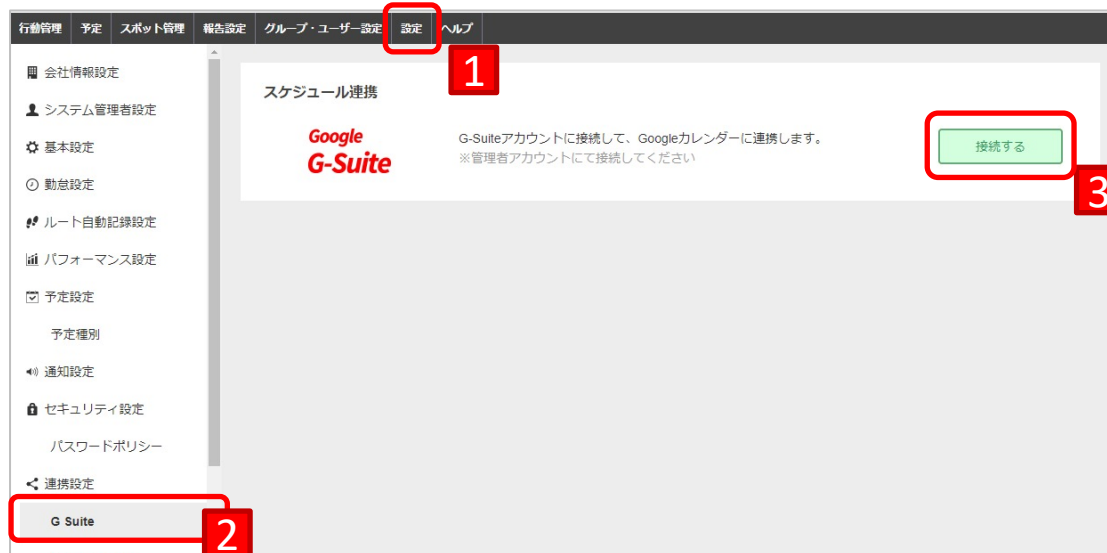 行動管理 予定 スポット管理 報告設定 グループ・ユーザー設定 設定 ヘルプ
1
会社情報設定
システム管理者設定
基本設定
勤怠設定
ルート自動記録設定
パフォーマンス設定
予定設定
予定種別
通知設定
セキュリティ設定
パスワードポリシー
連携設定
G Suite
2
スケジュール連携
Google
G-Suite
G-Suiteアカウントに接続して、Googleカレンダーに連携します。
※管理者アカウントにて接続してください
接続する
3